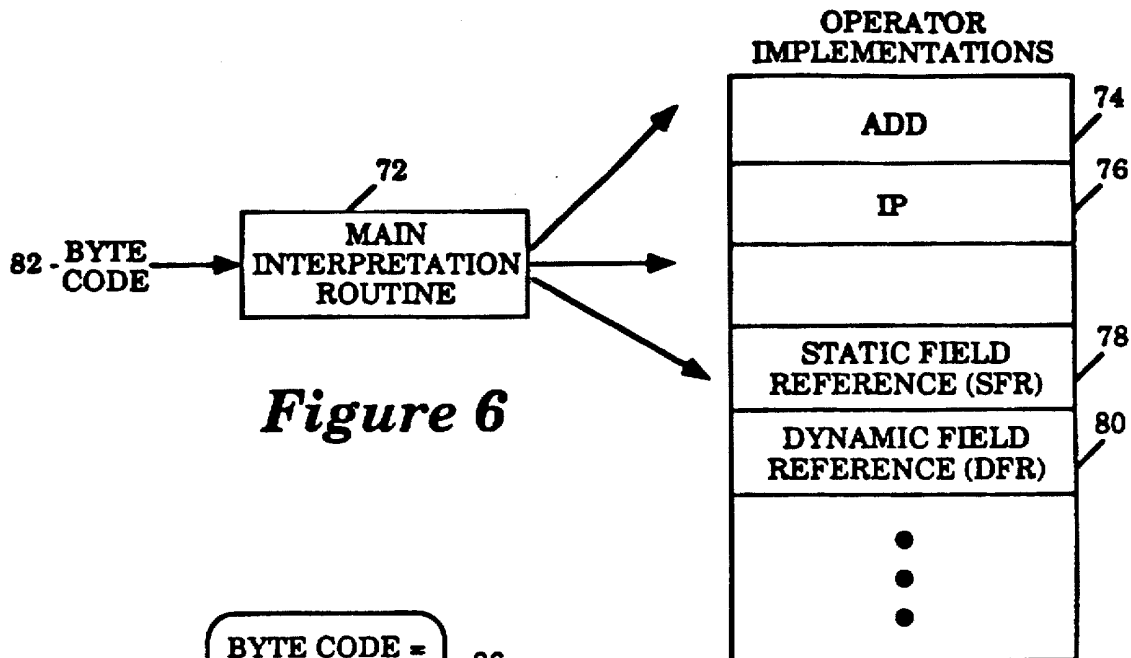 OPERATOR
IMPLEMENTATIONS
74
ADD
76
IP
72
MAIN
INTERPRETATION
ROUTINE
82 - BYTE
CODE
78
STATIC FIELD
REFERENCE (SFR)
80
DYNAMIC FIELD
REFERENCE (DFR)
Figure 6
BYTE CODE =